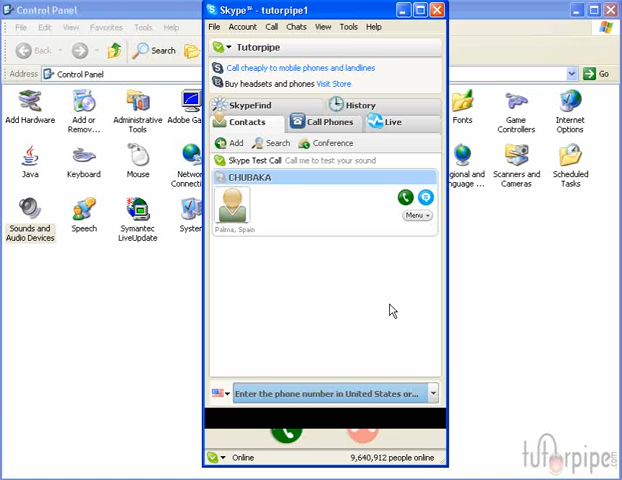 Control Panel
File
Edit
View
Favorites
Tools
Help
Back
Search
Address
Control Panel
Go
Add Hardware
Add or
Remov...
Administrative
Tools
Adobe Ga
Fonts
Game
Controllers
Internet
Options
Java
Keyboard
Mouse
Network
Connecti
egional and
nguage ...
Scanners and
Cameras
Scheduled
Tasks
Sounds and
Audio Devices
Speech
Symantec
LiveUpdate
System
Skype™ - tutorpipe1
File Account Call Chats View Tools Help
Tutorpipe
Call cheaply to mobile phones and landlines
Buy headsets and phones Visit Store
SkypeFind
History
Contacts
Call Phones
Live
Add
Search
Conference
Skype Test Call Call me to test your sound
CHUBAKA
Menu
Palma, Spain
Enter the phone number in United States or...
Online
9,640,912 people online
tutorpipe